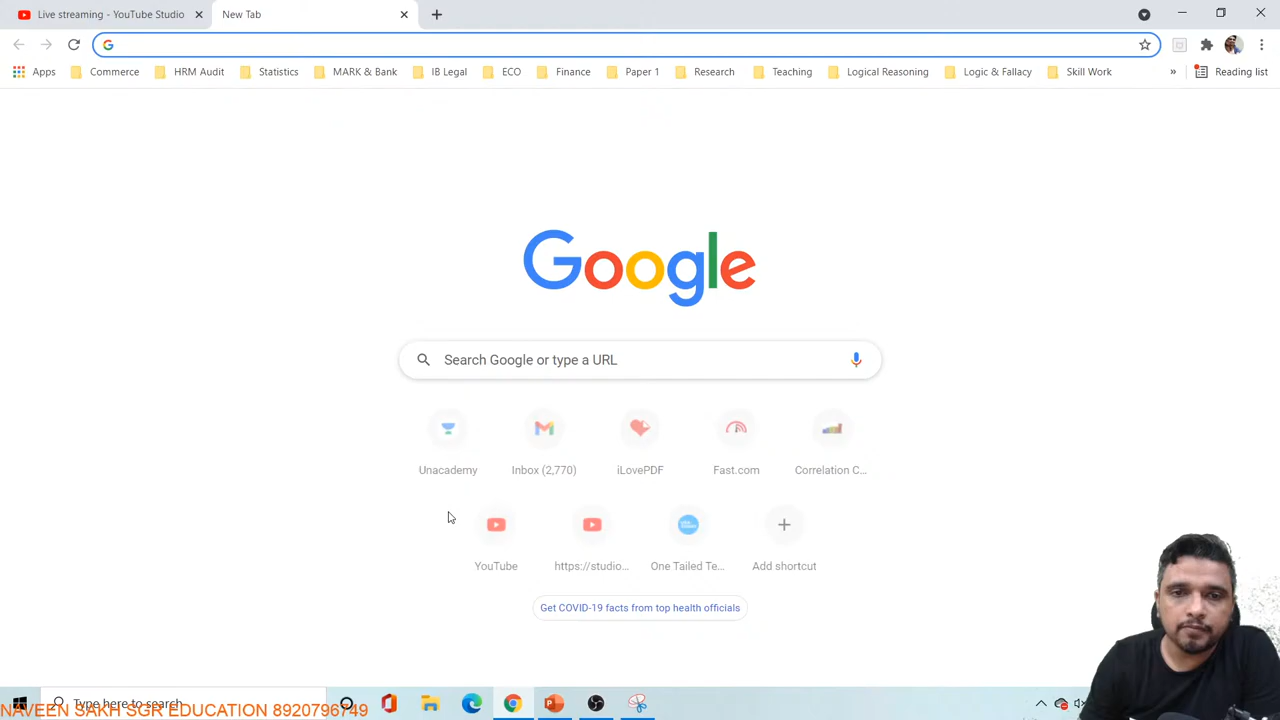 Live streaming - YouTube Studio
New Tab
Apps
Commerce
HRM Audit
Statistics
MARK & Bank
IB Legal
ECO
Finance
Paper 1
Research
Teaching
Logical Reasoning
Logic & Fallacy
Skill Work
»
Reading list
Google
Search Google or type a URL
Unacademy
Inbox (2,770)
iLovePDF
Fast.com
Correlation C...
YouTube
https://studio...
One Tailed Te...
Add shortcut
Get COVID-19 facts from top health officials
Type here to search
NAVEEN SAKH SGR EDUCATION 8920796749